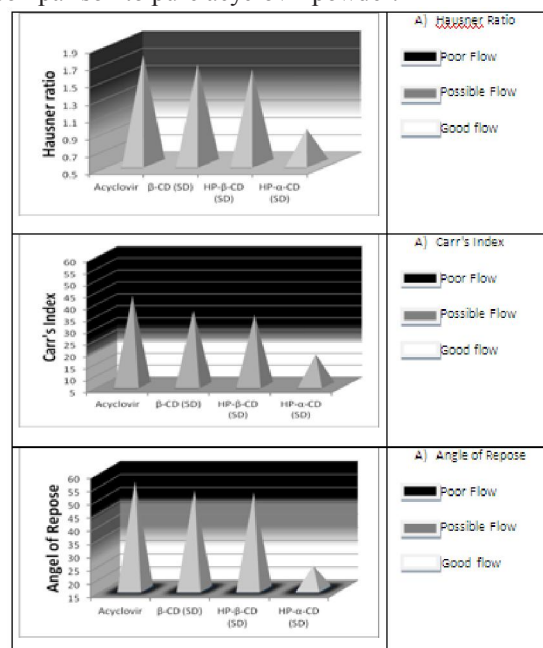 comparison to pure acyclovir powder.
A) Hausner Ratio
Poor Flow
Possible Flow
Good flow
Hausner ratio
1.9
1.7
1.5
1.3
1.1
0.9
0.7
0.5
Acyclovir β-CD (SD) HP-β-CD (SD) HP-α-CD (SD)
A) Carr's Index
Poor Flow
Possible Flow
Good flow
Carr's Index
60
55
50
45
40
35
30
25
20
15
10
5
Acyclovir β-CD (SD) HP-β-CD (SD) HP-α-CD (SD)
A) Angle of Repose
Poor Flow
Possible Flow
Good flow
Angel of Repose
60
55
50
45
40
35
30
25
20
15
Acyclovir β-CD (SD) HP-β-CD (SD) HP-α-CD (SD)